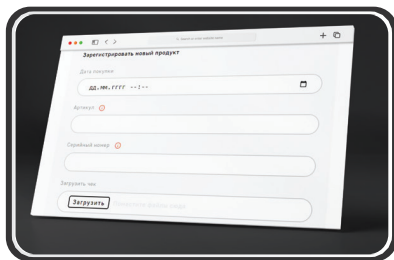 Зарегистрировать новый продукт
Дата покупки
ДД.ММ.ГГГГ --:--
Артикул
Серийный номер
Загрузить чек
Загрузить